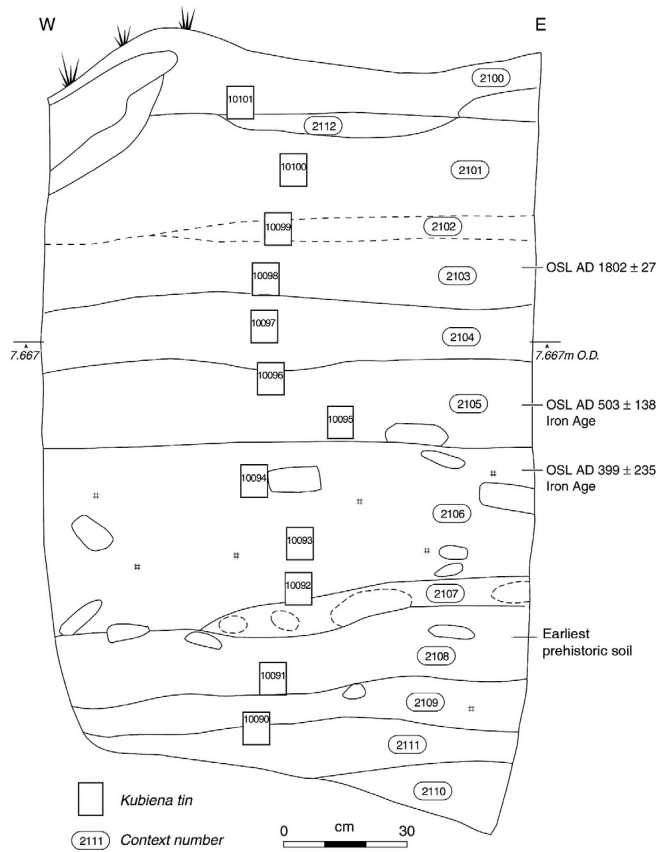 W E
2100
10101
2112
10100
2101
10099
2102
10098
2103
OSL AD 1802 ± 27
10097
2104
7.667
7.667m O.D.
10096
2105
OSL AD 503 ± 138
Iron Age
10095
10094
OSL AD 399 ± 235
Iron Age
2106
10093
10092
2107
Earliest
prehistoric soil
2108
10091
2109
10090
2111
2110
Kubiena tin
2111 Context number
0 cm 30